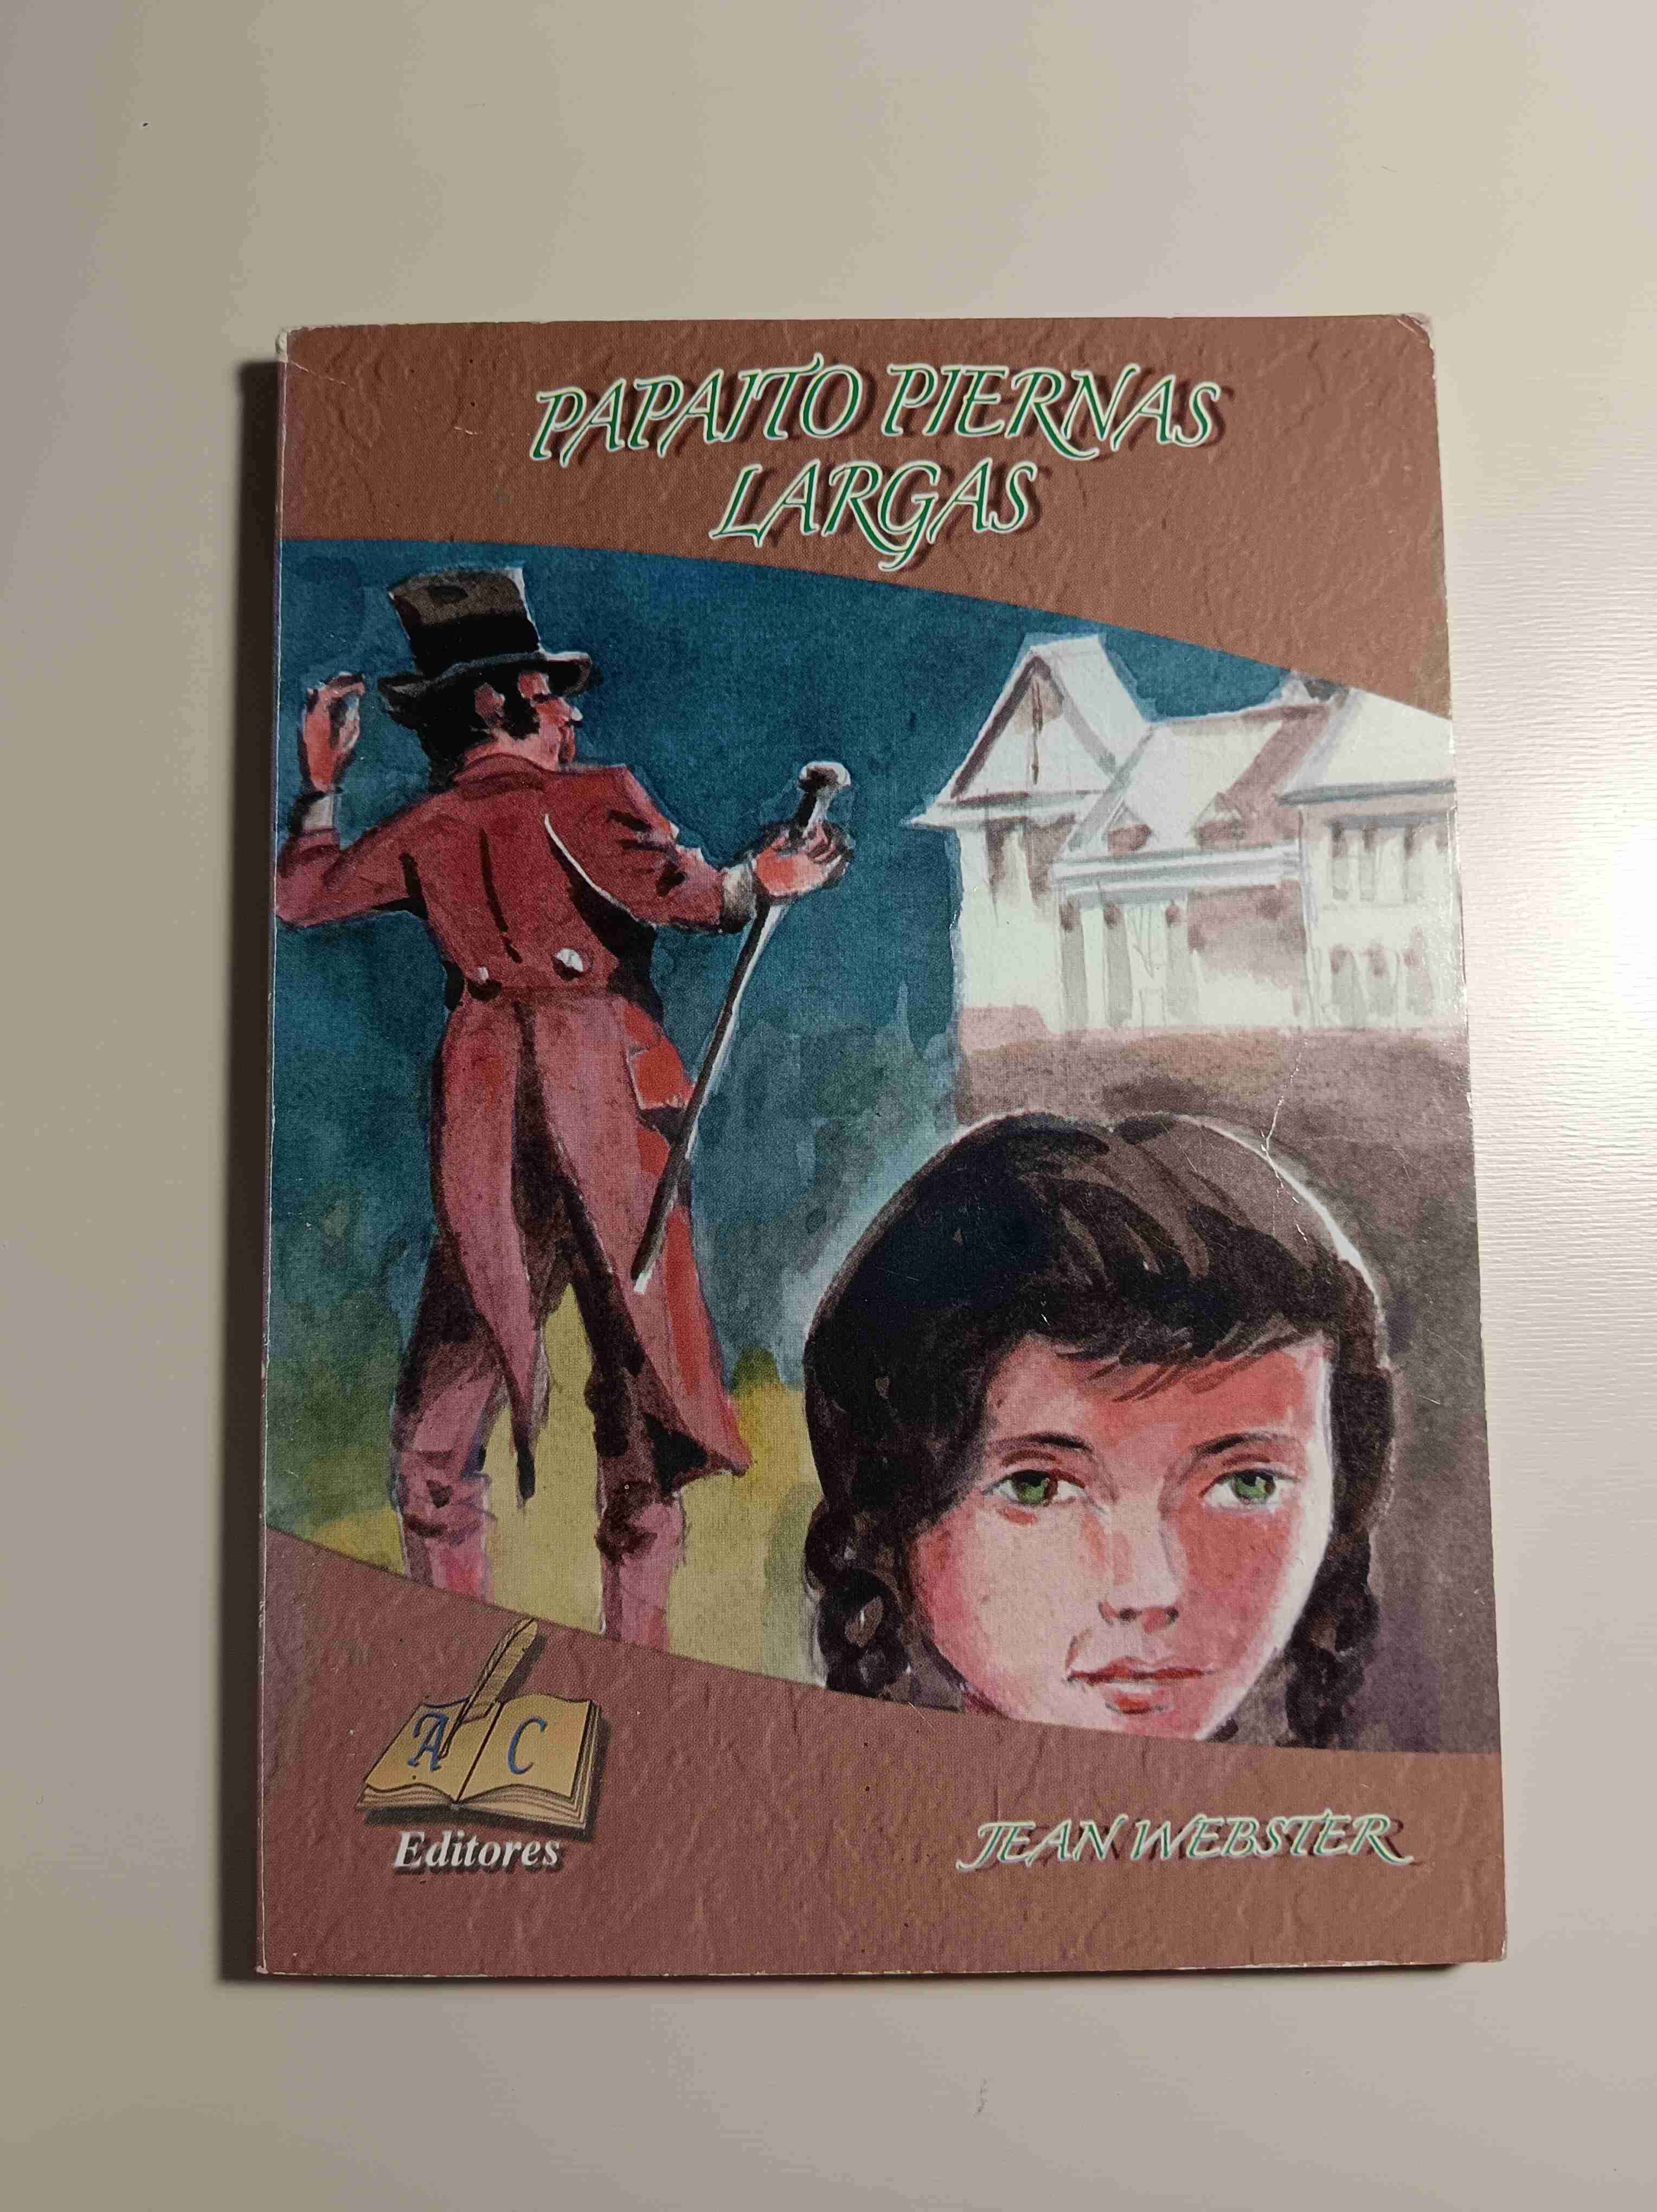 PAPAITO PIERNAS
LARGAS
A C
Editores
JEAN WEBSTER